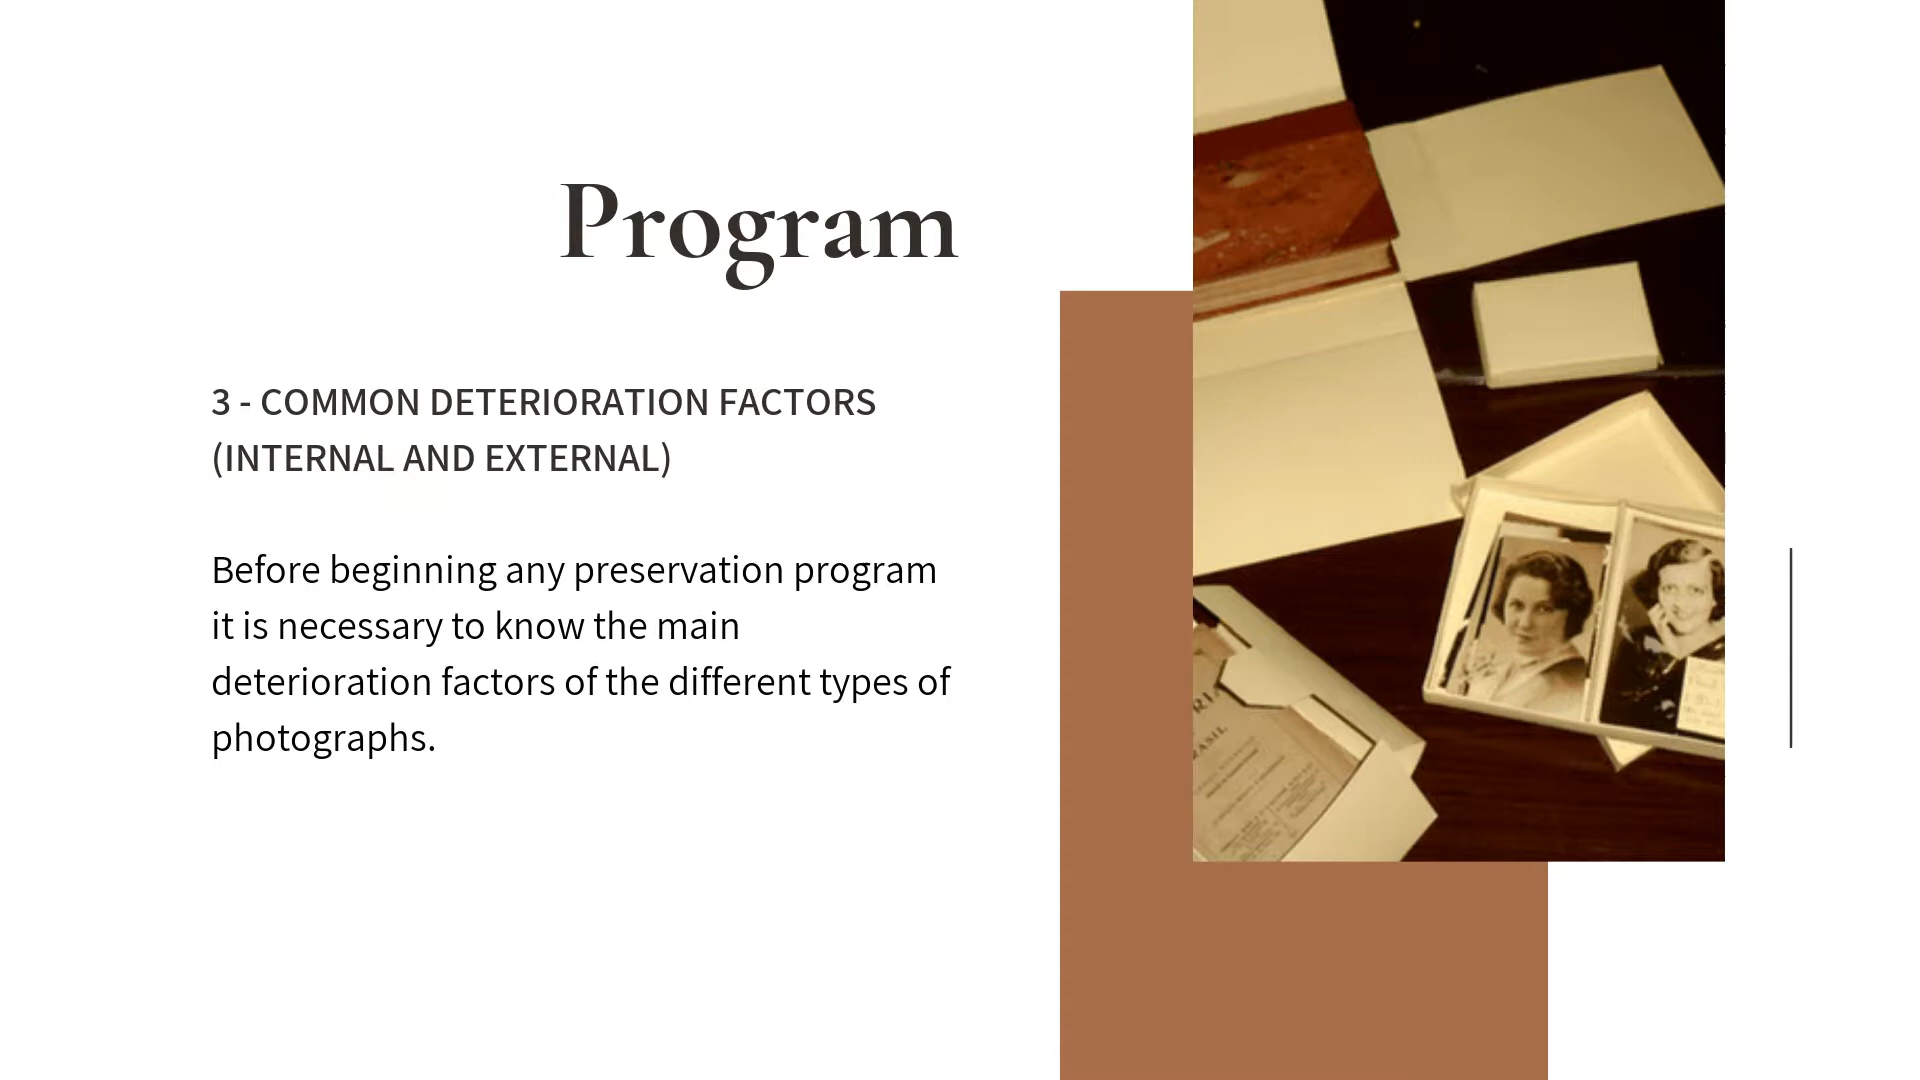 Program
3 - COMMON DETERIORATION FACTORS
(INTERNAL AND EXTERNAL)
Before beginning any preservation program
it is necessary to know the main
deterioration factors of the different types of
photographs.